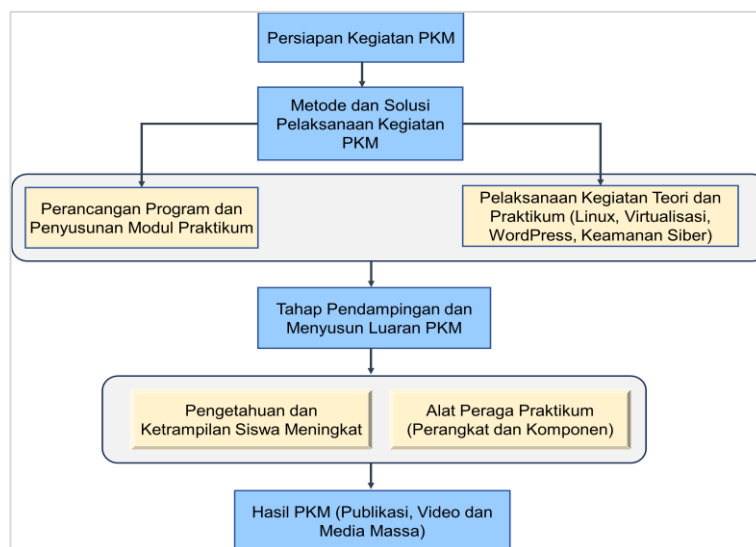 Persiapan Kegiatan PKM
Metode dan Solusi
Pelaksanaan Kegiatan
PKM
Perancangan Program dan
Penyusunan Modul Praktikum
Pelaksanaan Kegiatan Teori dan
Praktikum (Linux, Virtualisasi,
WordPress, Keamanan Siber)
Tahap Pendampingan dan
Menyusun Luaran PKM
Pengetahuan dan
Ketrampilan Siswa Meningkat
Alat Peraga Praktikum
(Perangkat dan Komponen)
Hasil PKM (Publikasi, Video dan
Media Massa)